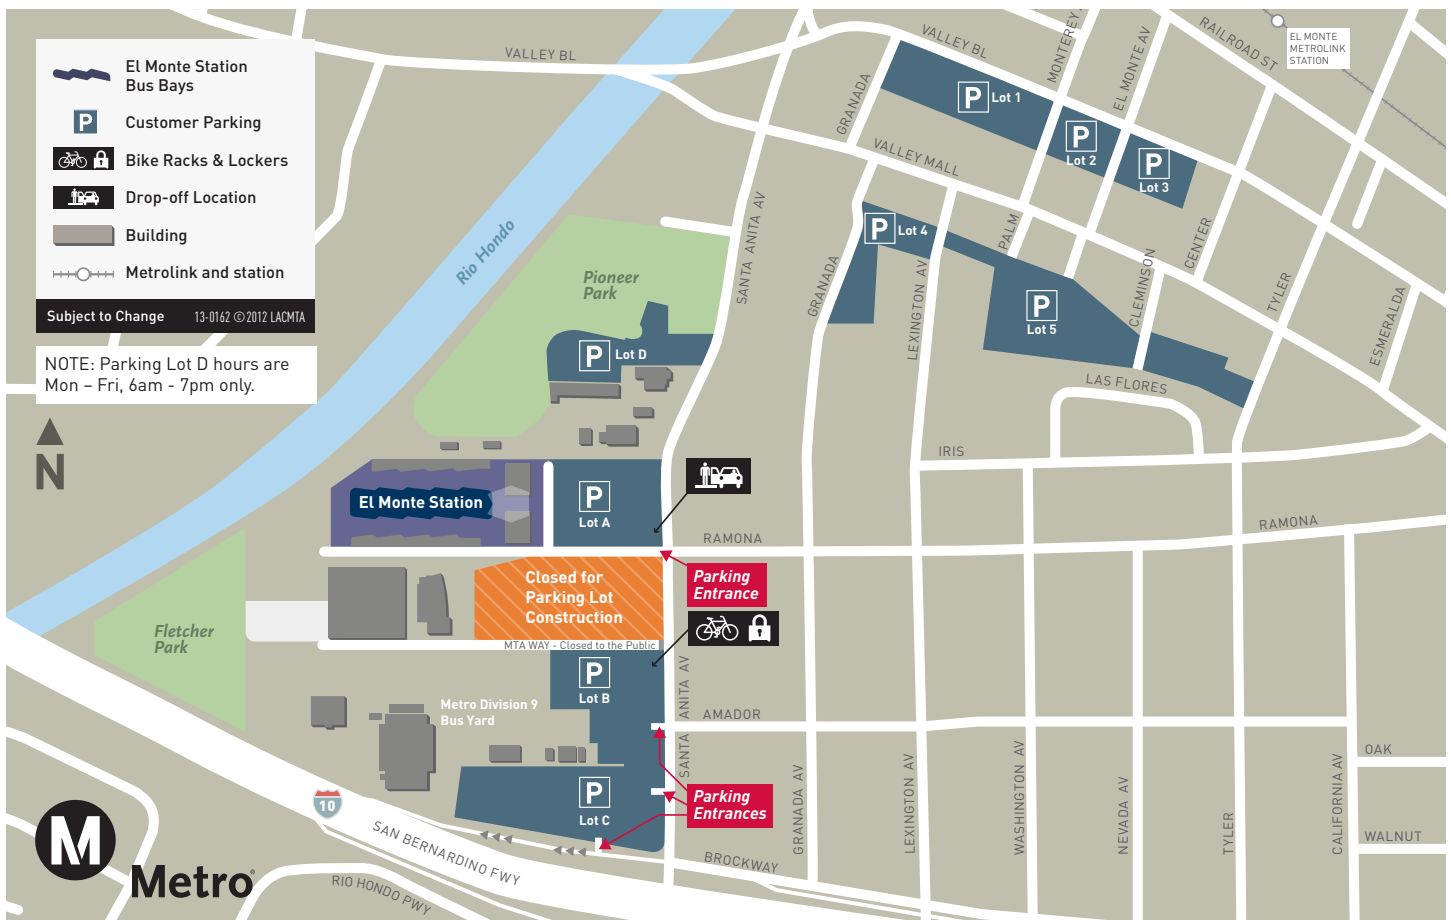 El Monte Station
Bus Bays
P
Customer Parking
Bike Racks & Lockers
Drop-off Location
Building
Metrolink and station
Subject to Change
13-0162 ©2012 LACMTA
NOTE: Parking Lot D hours are
Mon – Fri, 6am - 7pm only.
N
VALLEY BL
VALLEY BL
GRANADA
MONTEREY
EL MONTE AV
RAILROAD ST
EL MONTE
METROLINK
STATION
P
Lot 1
P
Lot 2
P
Lot 3
VALLEY MALL
Rio Hondo
SANTA ANITA AV
P
Lot 4
PALM
CENTER
CLEMINSON
TYLER
ESMERALDA
GRANADA
LEXINGTON AV
P
Lot 5
LAS FLORES
Pioneer
Park
P
Lot D
IRIS
El Monte Station
P
Lot A
RAMONA
RAMONA
Closed for
Parking Lot
Construction
Parking
Entrance
Fletcher
Park
MTA WAY - Closed to the Public
P
Lot B
SANTA ANITA AV
AMADOR
Metro Division 9
Bus Yard
P
Lot C
Parking
Entrances
GRANADA AV
LEXINGTON AV
WASHINGTON AV
NEVADA AV
TYLER
CALIFORNIA AV
OAK
WALNUT
10
SAN BERNARDINO FWY
BROCKWAY
RIO HONDO PWY
M
Metro